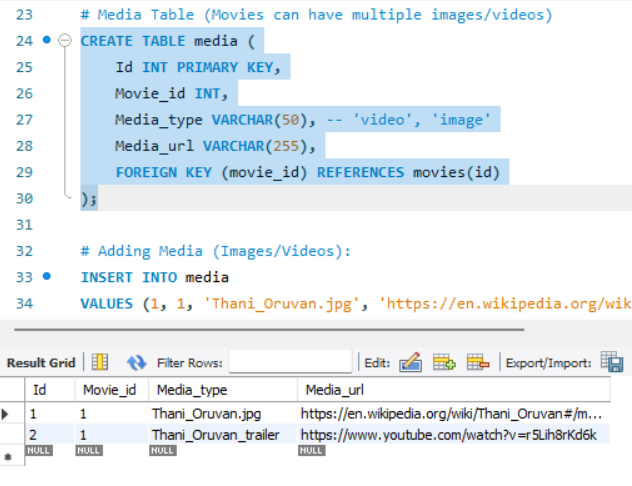 23 # Media Table (Movies can have multiple images/videos)
24 CREATE TABLE media (
25 Id INT PRIMARY KEY,
26 Movie_id INT,
27 Media_type VARCHAR(50), -- 'video', 'image'
28 Media_url VARCHAR(255),
29 FOREIGN KEY (movie_id) REFERENCES movies(id)
30 );
31
32 # Adding Media (Images/Videos):
33 INSERT INTO media
34 VALUES (1, 1, 'Thani_Oruvan.jpg', 'https://en.wikipedia.org/wik
Result Grid Filter Rows: Edit: Export/Import:
Id Movie_id Media_type Media_url
1 1 Thani_Oruvan.jpg https://en.wikipedia.org/wiki/Thani_Oruvan#/m...
2 1 Thani_Oruvan_trailer https://www.youtube.com/watch?v=r5Lih8rKd6k
NULL NULL NULL NULL